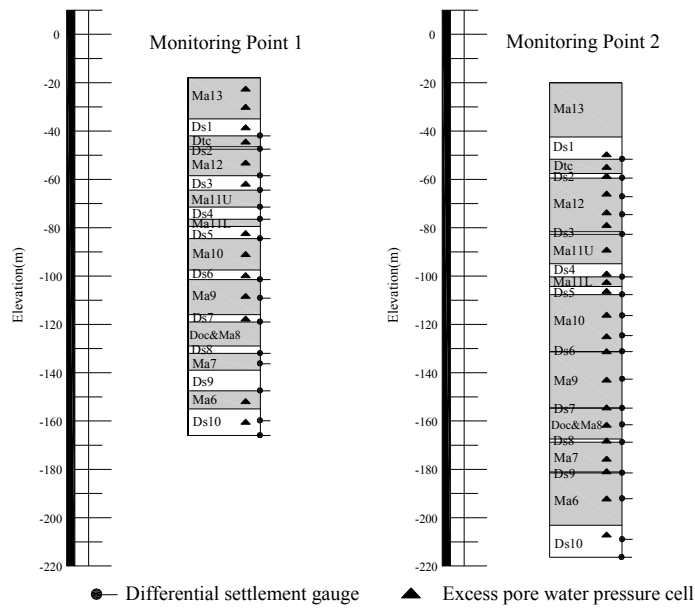 Monitoring Point 1
Elevation(m)
0
-20
-40
-60
-80
-100
-120
-140
-160
-180
-200
-220
Ma13
Ds1
Dtc
Ds2
Ma12
Ds3
Ma11U
Ds4
Ma11L
Ds5
Ma10
Ds6
Ma9
Ds7
Doc&Ma8
Ds8
Ma7
Ds9
Ma6
Ds10
Monitoring Point 2
Elevation(m)
0
-20
-40
-60
-80
-100
-120
-140
-160
-180
-200
-220
Ma13
Ds1
Dtc
Ds2
Ma12
Ds3
Ma11U
Ds4
Ma11L
Ds5
Ma10
Ds6
Ma9
Ds7
Doc&Ma8
Ds8
Ma7
Ds9
Ma6
Ds10
Differential settlement gauge
Excess pore water pressure cell